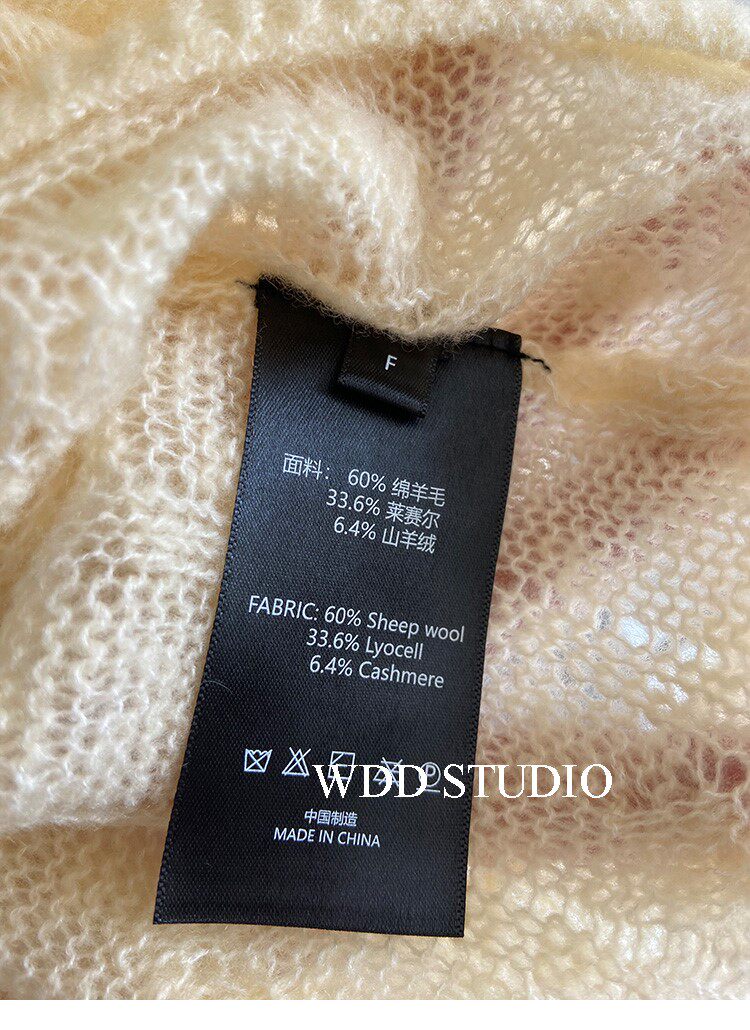 F
面料： 60% 绵羊毛
33.6% 莱赛尔
6.4% 山羊绒
FABRIC: 60% Sheep wool
33.6% Lyocell
6.4% Cashmere
WDD STUDIO
中国制造
MADE IN CHINA